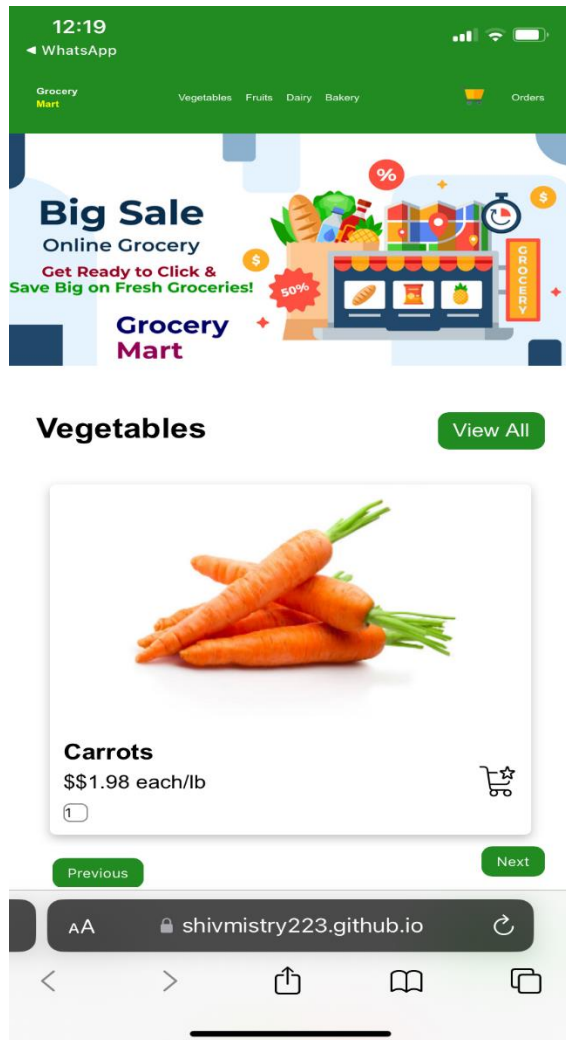 12:19
◀ WhatsApp
Grocery
Mart
Vegetables Fruits Dairy Bakery
Orders
Big Sale
Online Grocery
Get Ready to Click &
Save Big on Fresh Groceries!
Grocery
Mart
%
$
$
50%
GROCERY
Vegetables
View All
Carrots
$$1.98 each/lb
1
Previous
Next
AA
shivmistry223.github.io